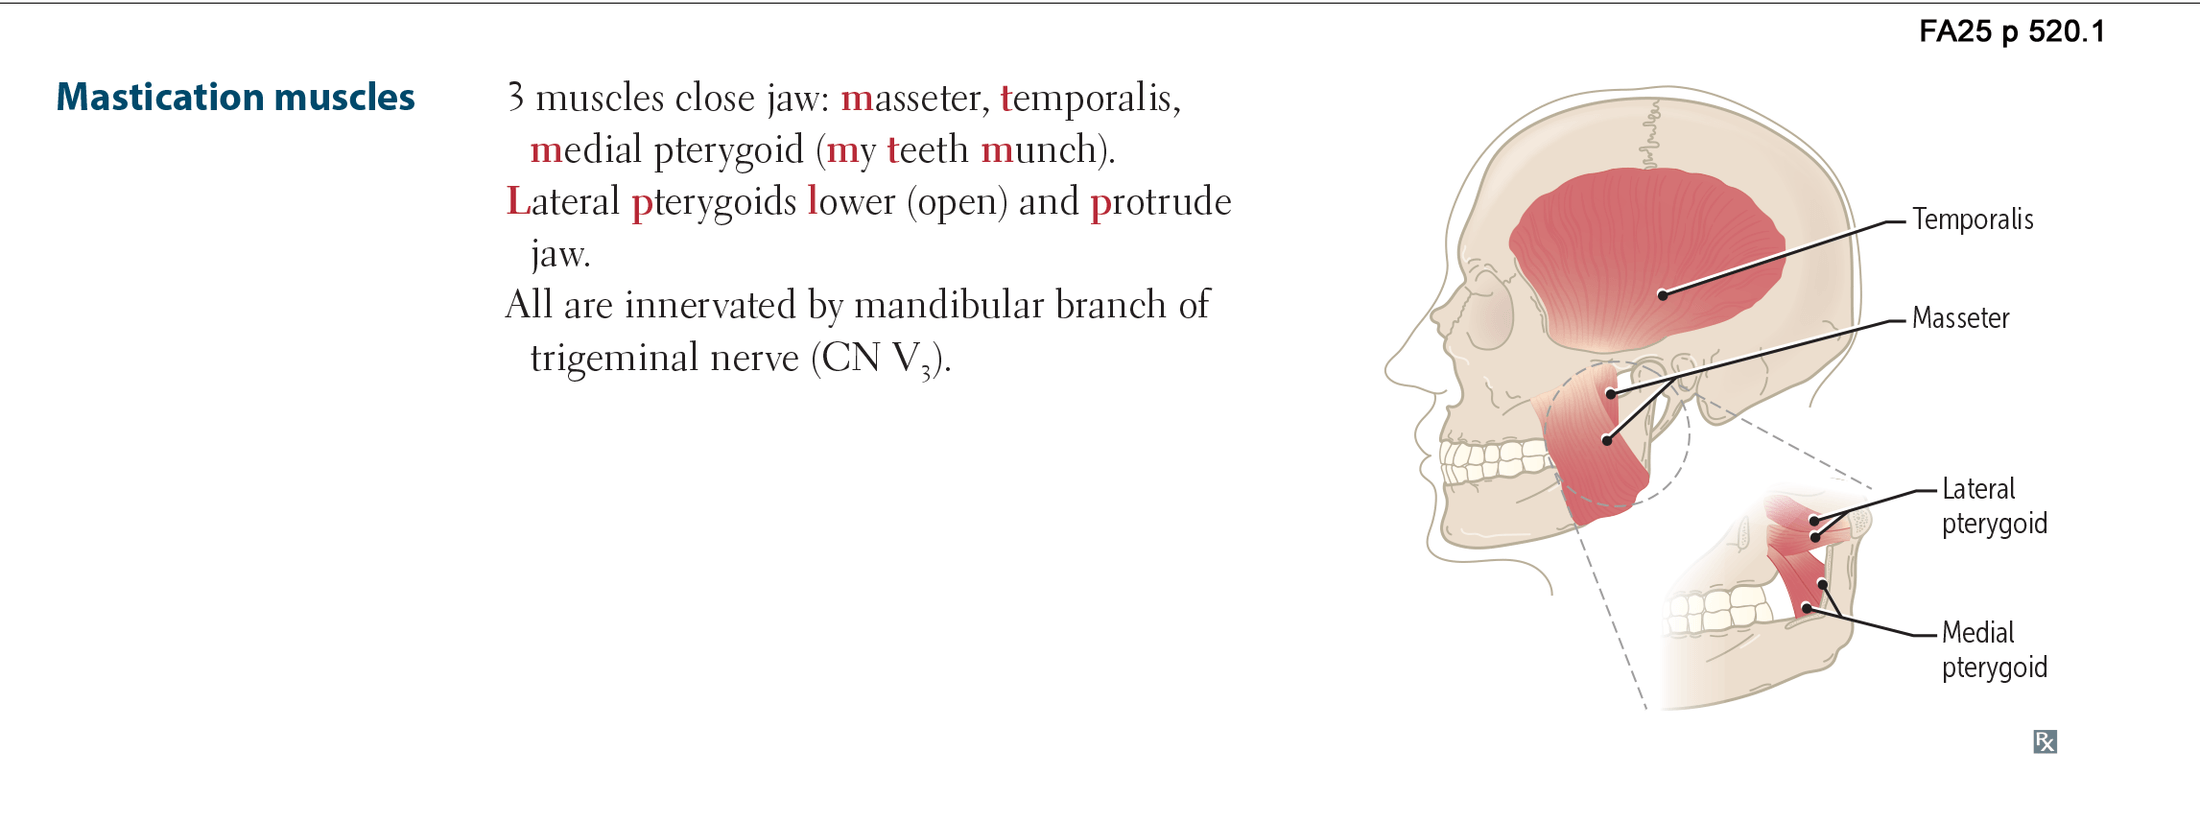 FA25 p 520.1
Mastication muscles
3 muscles close jaw: masseter, temporalis,
medial pterygoid (my teeth munch).
Lateral pterygoids lower (open) and protrude
jaw.
All are innervated by mandibular branch of
trigeminal nerve (CN V₃).
Temporalis
Masseter
Lateral
pterygoid
Medial
pterygoid
Rx